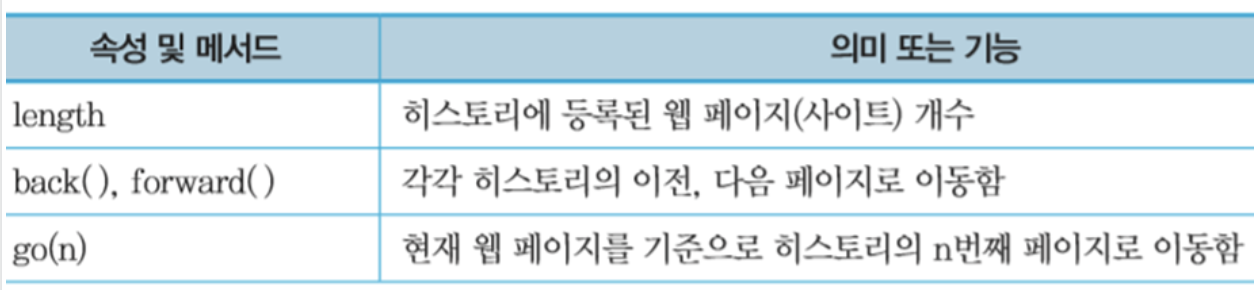 속성 및 메서드 의미 또는 기능
length 히스토리에 등록된 웹 페이지(사이트) 개수
back(), forward() 각각 히스토리의 이전, 다음 페이지로 이동함
go(n) 현재 웹 페이지를 기준으로 히스토리의 n번째 페이지로 이동함